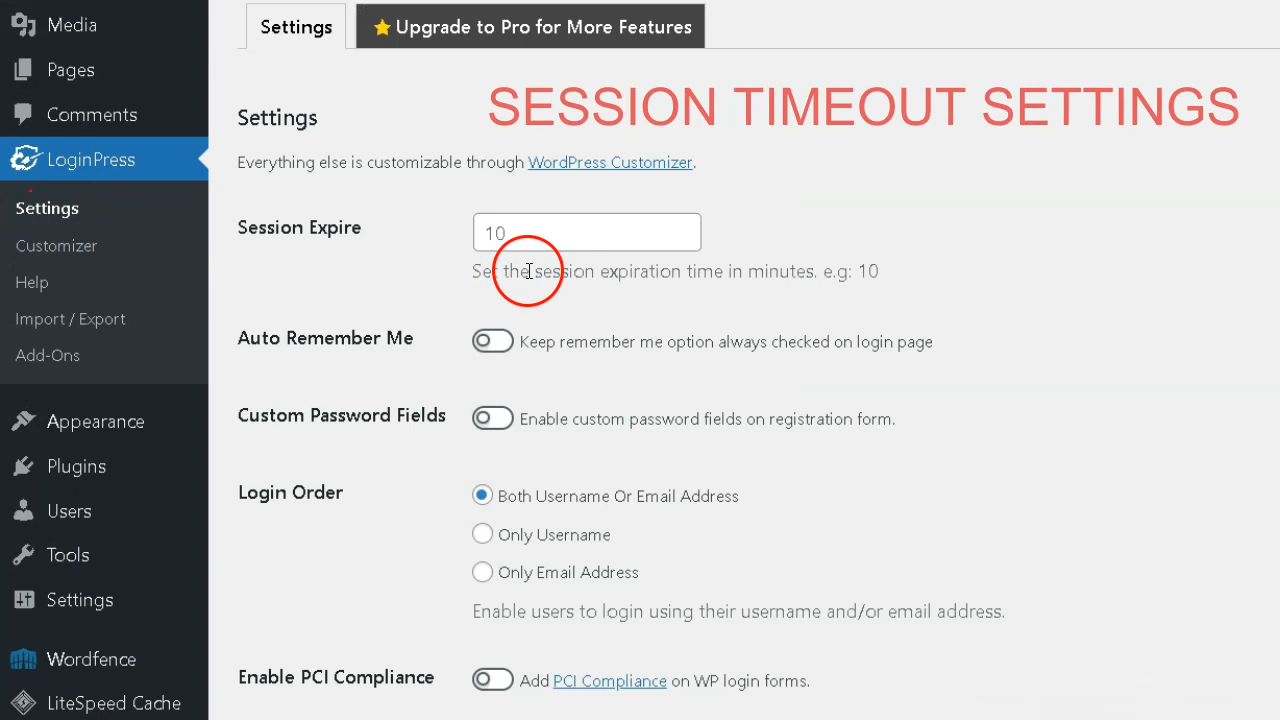 Media
Pages
Comments
LoginPress
Settings
Customizer
Help
Import / Export
Add-Ons
Appearance
Plugins
Users
Tools
Settings
Wordfence
LiteSpeed Cache
Settings
Upgrade to Pro for More Features
SESSION TIMEOUT SETTINGS
Settings
Everything else is customizable through WordPress Customizer.
Session Expire
10
Set the session expiration time in minutes. e.g: 10
Auto Remember Me
Keep remember me option always checked on login page
Custom Password Fields
Enable custom password fields on registration form.
Login Order
Both Username Or Email Address
Only Username
Only Email Address
Enable users to login using their username and/or email address.
Enable PCI Compliance
Add PCI Compliance on WP login forms.